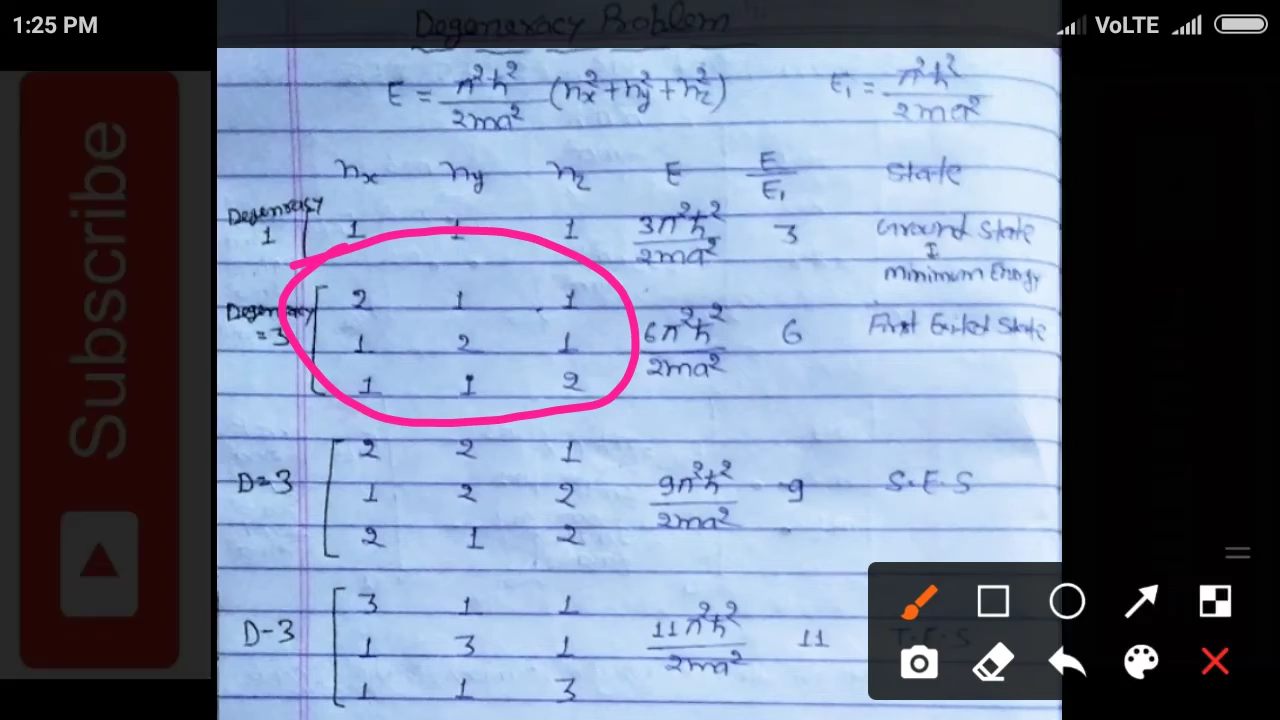 1:25 PM
VoLTE
Subscribe
Degeneracy Problem
E = π²ħ²/2ma² (nx²+ny²+nz²) E₁ = π²ħ²/2ma²
nx ny nz E E/E₁ State
Degeneracy 1 1 1 1 3π²ħ²/2ma² 3 Ground State
I
minimum Energy
2 1 1
Degeneracy =3 1 2 1 6π²ħ²/2ma² 6 First Exited State
1 1 2
2 2 1
D=3 1 2 2 9π²ħ²/2ma² 9 S.E.S
2 1 2
3 1 1
D-3 1 3 1 11π²ħ²/2ma² 11 T.E.S
1 1 3